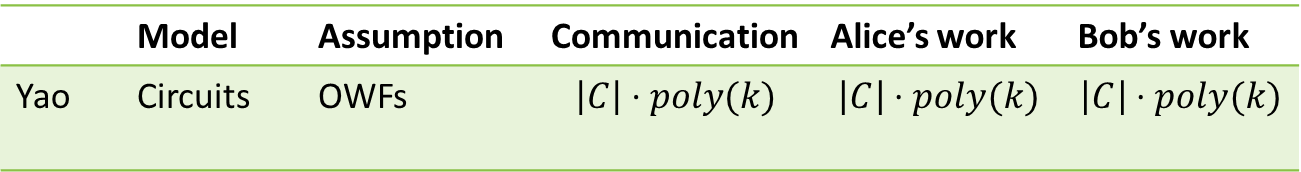 Model Assumption Communication Alice’s work Bob’s work
Yao Circuits OWFs |C| · poly(k) |C| · poly(k) |C| · poly(k)